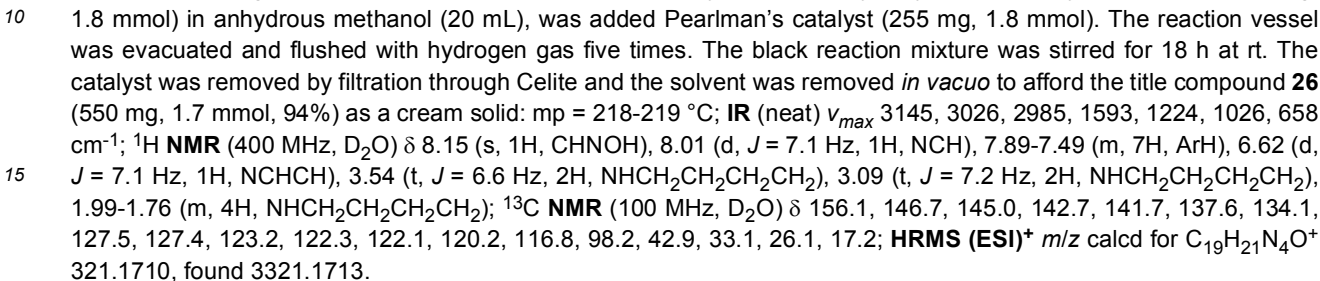 10 1.8 mmol) in anhydrous methanol (20 mL), was added Pearlman's catalyst (255 mg, 1.8 mmol). The reaction vessel
was evacuated and flushed with hydrogen gas five times. The black reaction mixture was stirred for 18 h at rt. The
catalyst was removed by filtration through Celite and the solvent was removed in vacuo to afford the title compound 26
(550 mg, 1.7 mmol, 94%) as a cream solid: mp = 218-219 °C; IR (neat) νmax 3145, 3026, 2985, 1593, 1224, 1026, 658
cm⁻¹; ¹H NMR (400 MHz, D₂O) δ 8.15 (s, 1H, CHNOH), 8.01 (d, J = 7.1 Hz, 1H, NCH), 7.89-7.49 (m, 7H, ArH), 6.62 (d,
15 J = 7.1 Hz, 1H, NCHCH), 3.54 (t, J = 6.6 Hz, 2H, NHCH₂CH₂CH₂CH₂), 3.09 (t, J = 7.2 Hz, 2H, NHCH₂CH₂CH₂CH₂),
1.99-1.76 (m, 4H, NHCH₂CH₂CH₂CH₂); ¹³C NMR (100 MHz, D₂O) δ 156.1, 146.7, 145.0, 142.7, 141.7, 137.6, 134.1,
127.5, 127.4, 123.2, 122.3, 122.1, 120.2, 116.8, 98.2, 42.9, 33.1, 26.1, 17.2; HRMS (ESI)⁺ m/z calcd for C₁₉H₂₁N₄O⁺
321.1710, found 3321.1713.